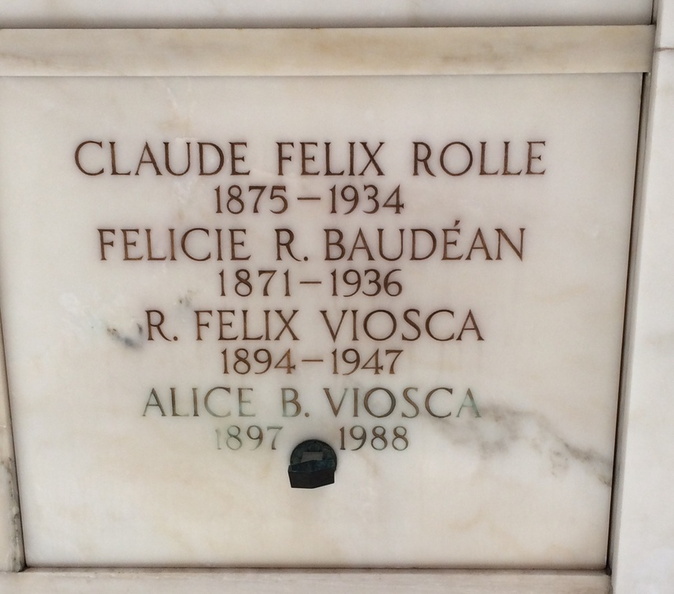 CLAUDE FELIX ROLLE
1875–1934
FELICIE R. BAUDÉAN
1871–1936
R. FELIX VIOSCA
1894–1947
ALICE B. VIOSCA
1897 1988